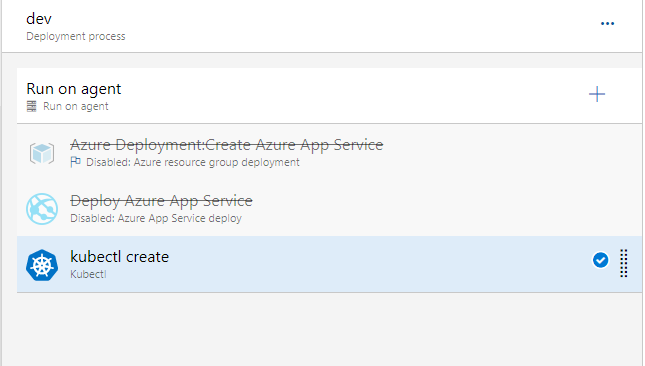 dev
Deployment process
Run on agent
Run on agent
Azure Deployment:Create Azure App Service
Disabled: Azure resource group deployment
Deploy Azure App Service
Disabled: Azure App Service deploy
kubectl create
Kubectl